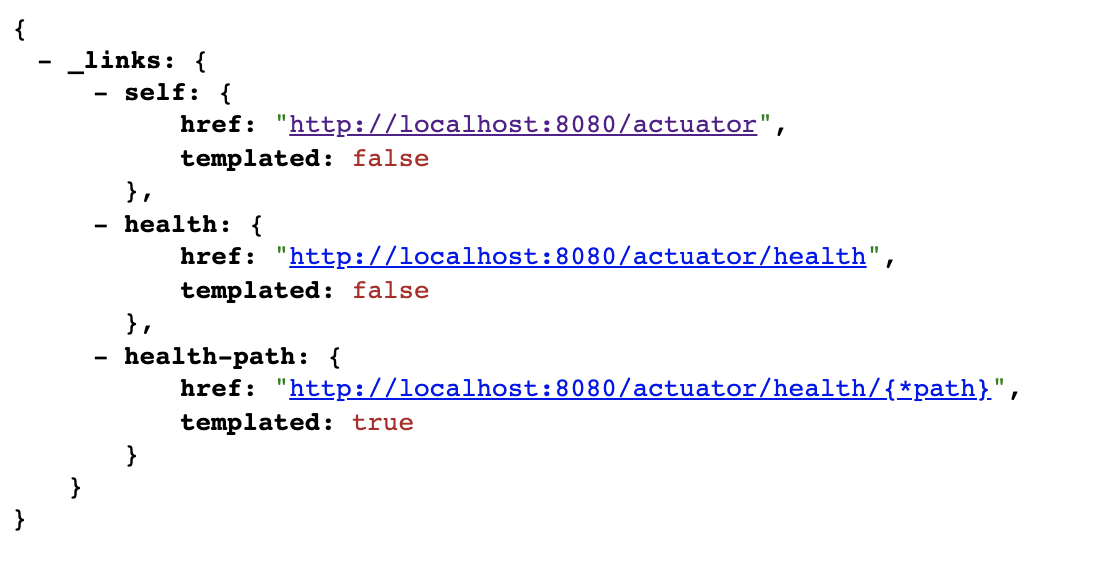 {
- _links: {
- self: {
href: "http://localhost:8080/actuator",
templated: false
},
- health: {
href: "http://localhost:8080/actuator/health",
templated: false
},
- health-path: {
href: "http://localhost:8080/actuator/health/{*path}",
templated: true
}
}
}